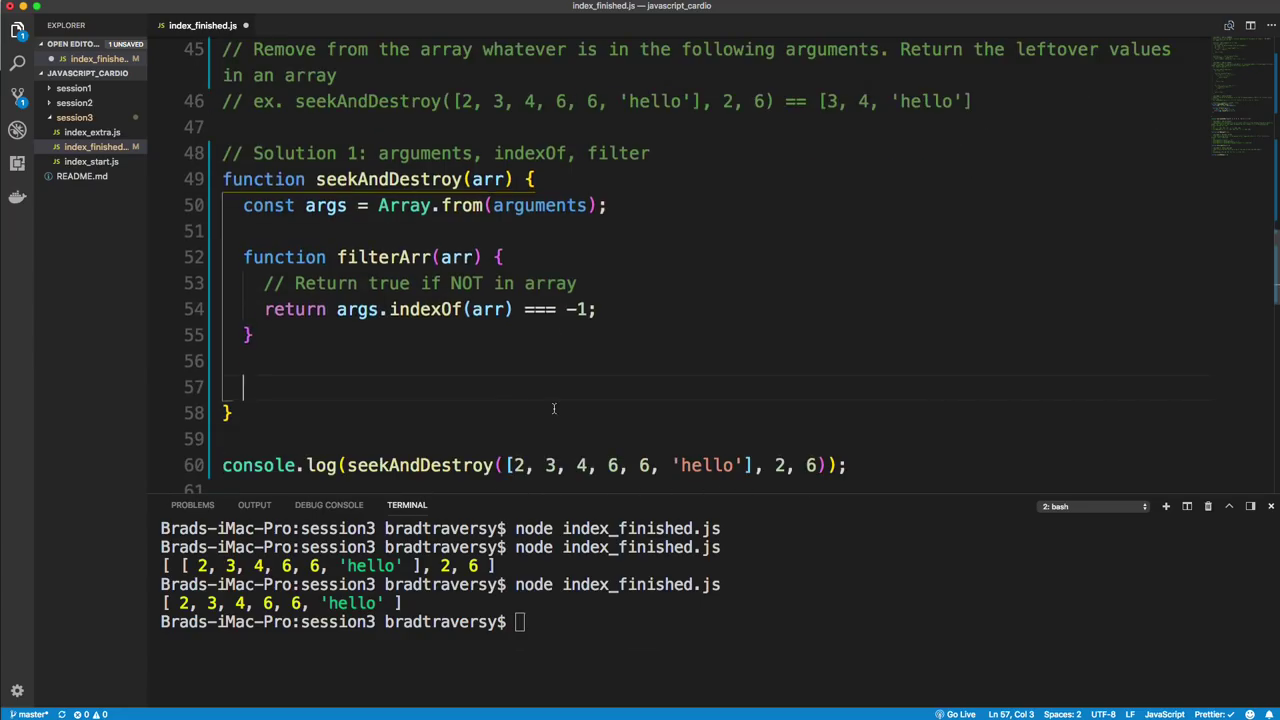 index_finished.js — javascript_cardio
EXPLORER
index_finished.js
OPEN EDITO... 1 UNSAVED
index_finishe.. M
JAVASCRIPT_CARDIO
session1
session2
session3
JS index_extra.js
JS index_finished... M
JS index_start.js
README.md
1
1
45 // Remove from the array whatever is in the following arguments. Return the leftover values
in an array
46 // ex. seekAndDestroy([2, 3, 4, 6, 6, 'hello'], 2, 6) == [3, 4, 'hello']
47
48 // Solution 1: arguments, indexOf, filter
49 function seekAndDestroy(arr) {
50 const args = Array.from(arguments);
51
52 function filterArr(arr) {
53 // Return true if NOT in array
54 return args.indexOf(arr) === -1;
55 }
56
57
58 }
59
60 console.log(seekAndDestroy([2, 3, 4, 6, 6, 'hello'], 2, 6));
61
PROBLEMS OUTPUT DEBUG CONSOLE TERMINAL 2: bash
Brads-iMac-Pro:session3 bradtraversy$ node index_finished.js
Brads-iMac-Pro:session3 bradtraversy$ node index_finished.js
[ [ 2, 3, 4, 6, 6, 'hello' ], 2, 6 ]
Brads-iMac-Pro:session3 bradtraversy$ node index_finished.js
[ 2, 3, 4, 6, 6, 'hello' ]
Brads-iMac-Pro:session3 bradtraversy$
master* 0 0 Go Live Ln 57, Col 3 Spaces: 2 UTF-8 LF JavaScript Prettier: ✓